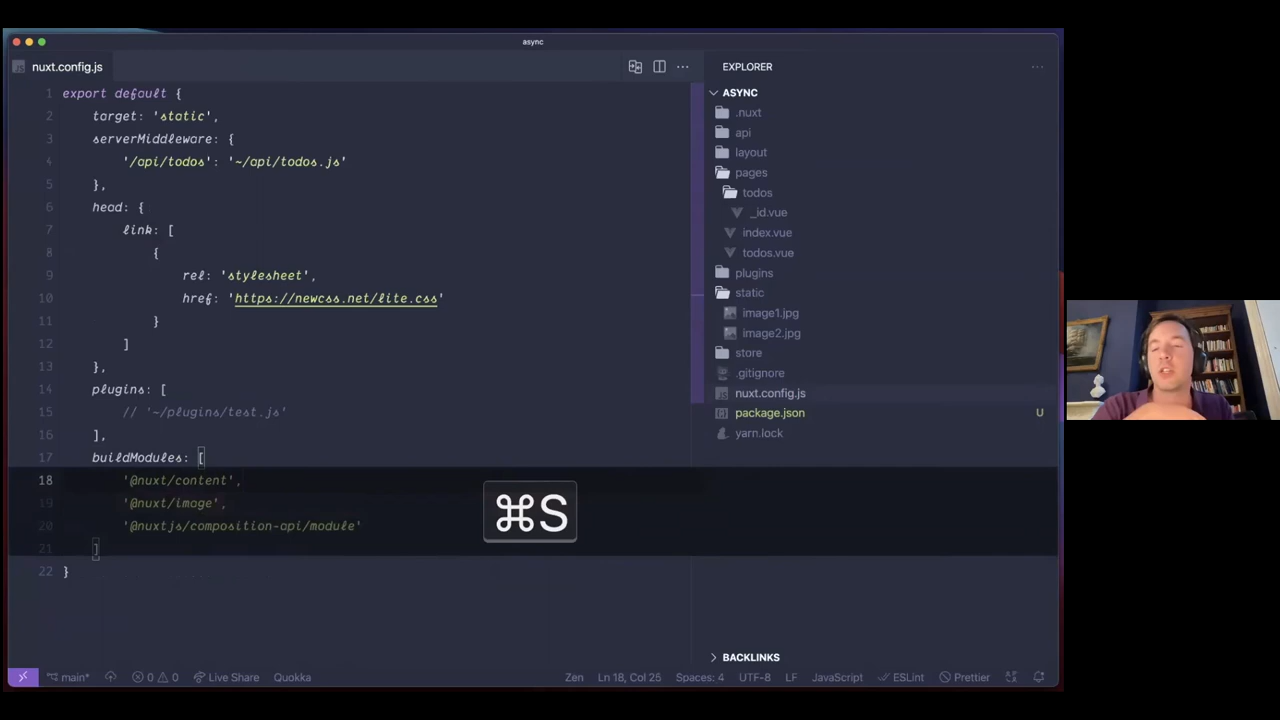 async
nuxt.config.js
1 export default {
2 target: 'static',
3 serverMiddleware: {
4 '/api/todos': '~/api/todos.js'
5 },
6 head: {
7 link: [
8 {
9 rel: 'stylesheet',
10 href: 'https://newcss.net/lite.css'
11 }
12 ]
13 },
14 plugins: [
15 // '~/plugins/test.js'
16 ],
17 buildModules: [
18 '@nuxt/content',
19 '@nuxt/image',
20 '@nuxtjs/composition-api/module'
21 ]
22 }
⌘S
EXPLORER
ASYNC
.nuxt
api
layout
pages
todos
_id.vue
index.vue
todos.vue
plugins
static
image1.jpg
image2.jpg
store
.gitignore
nuxt.config.js
package.json U
yarn.lock
BACKLINKS
main* 0 0 Live Share Quokka Zen Ln 18, Col 25 Spaces: 4 UTF-8 LF JavaScript ESLint Prettier